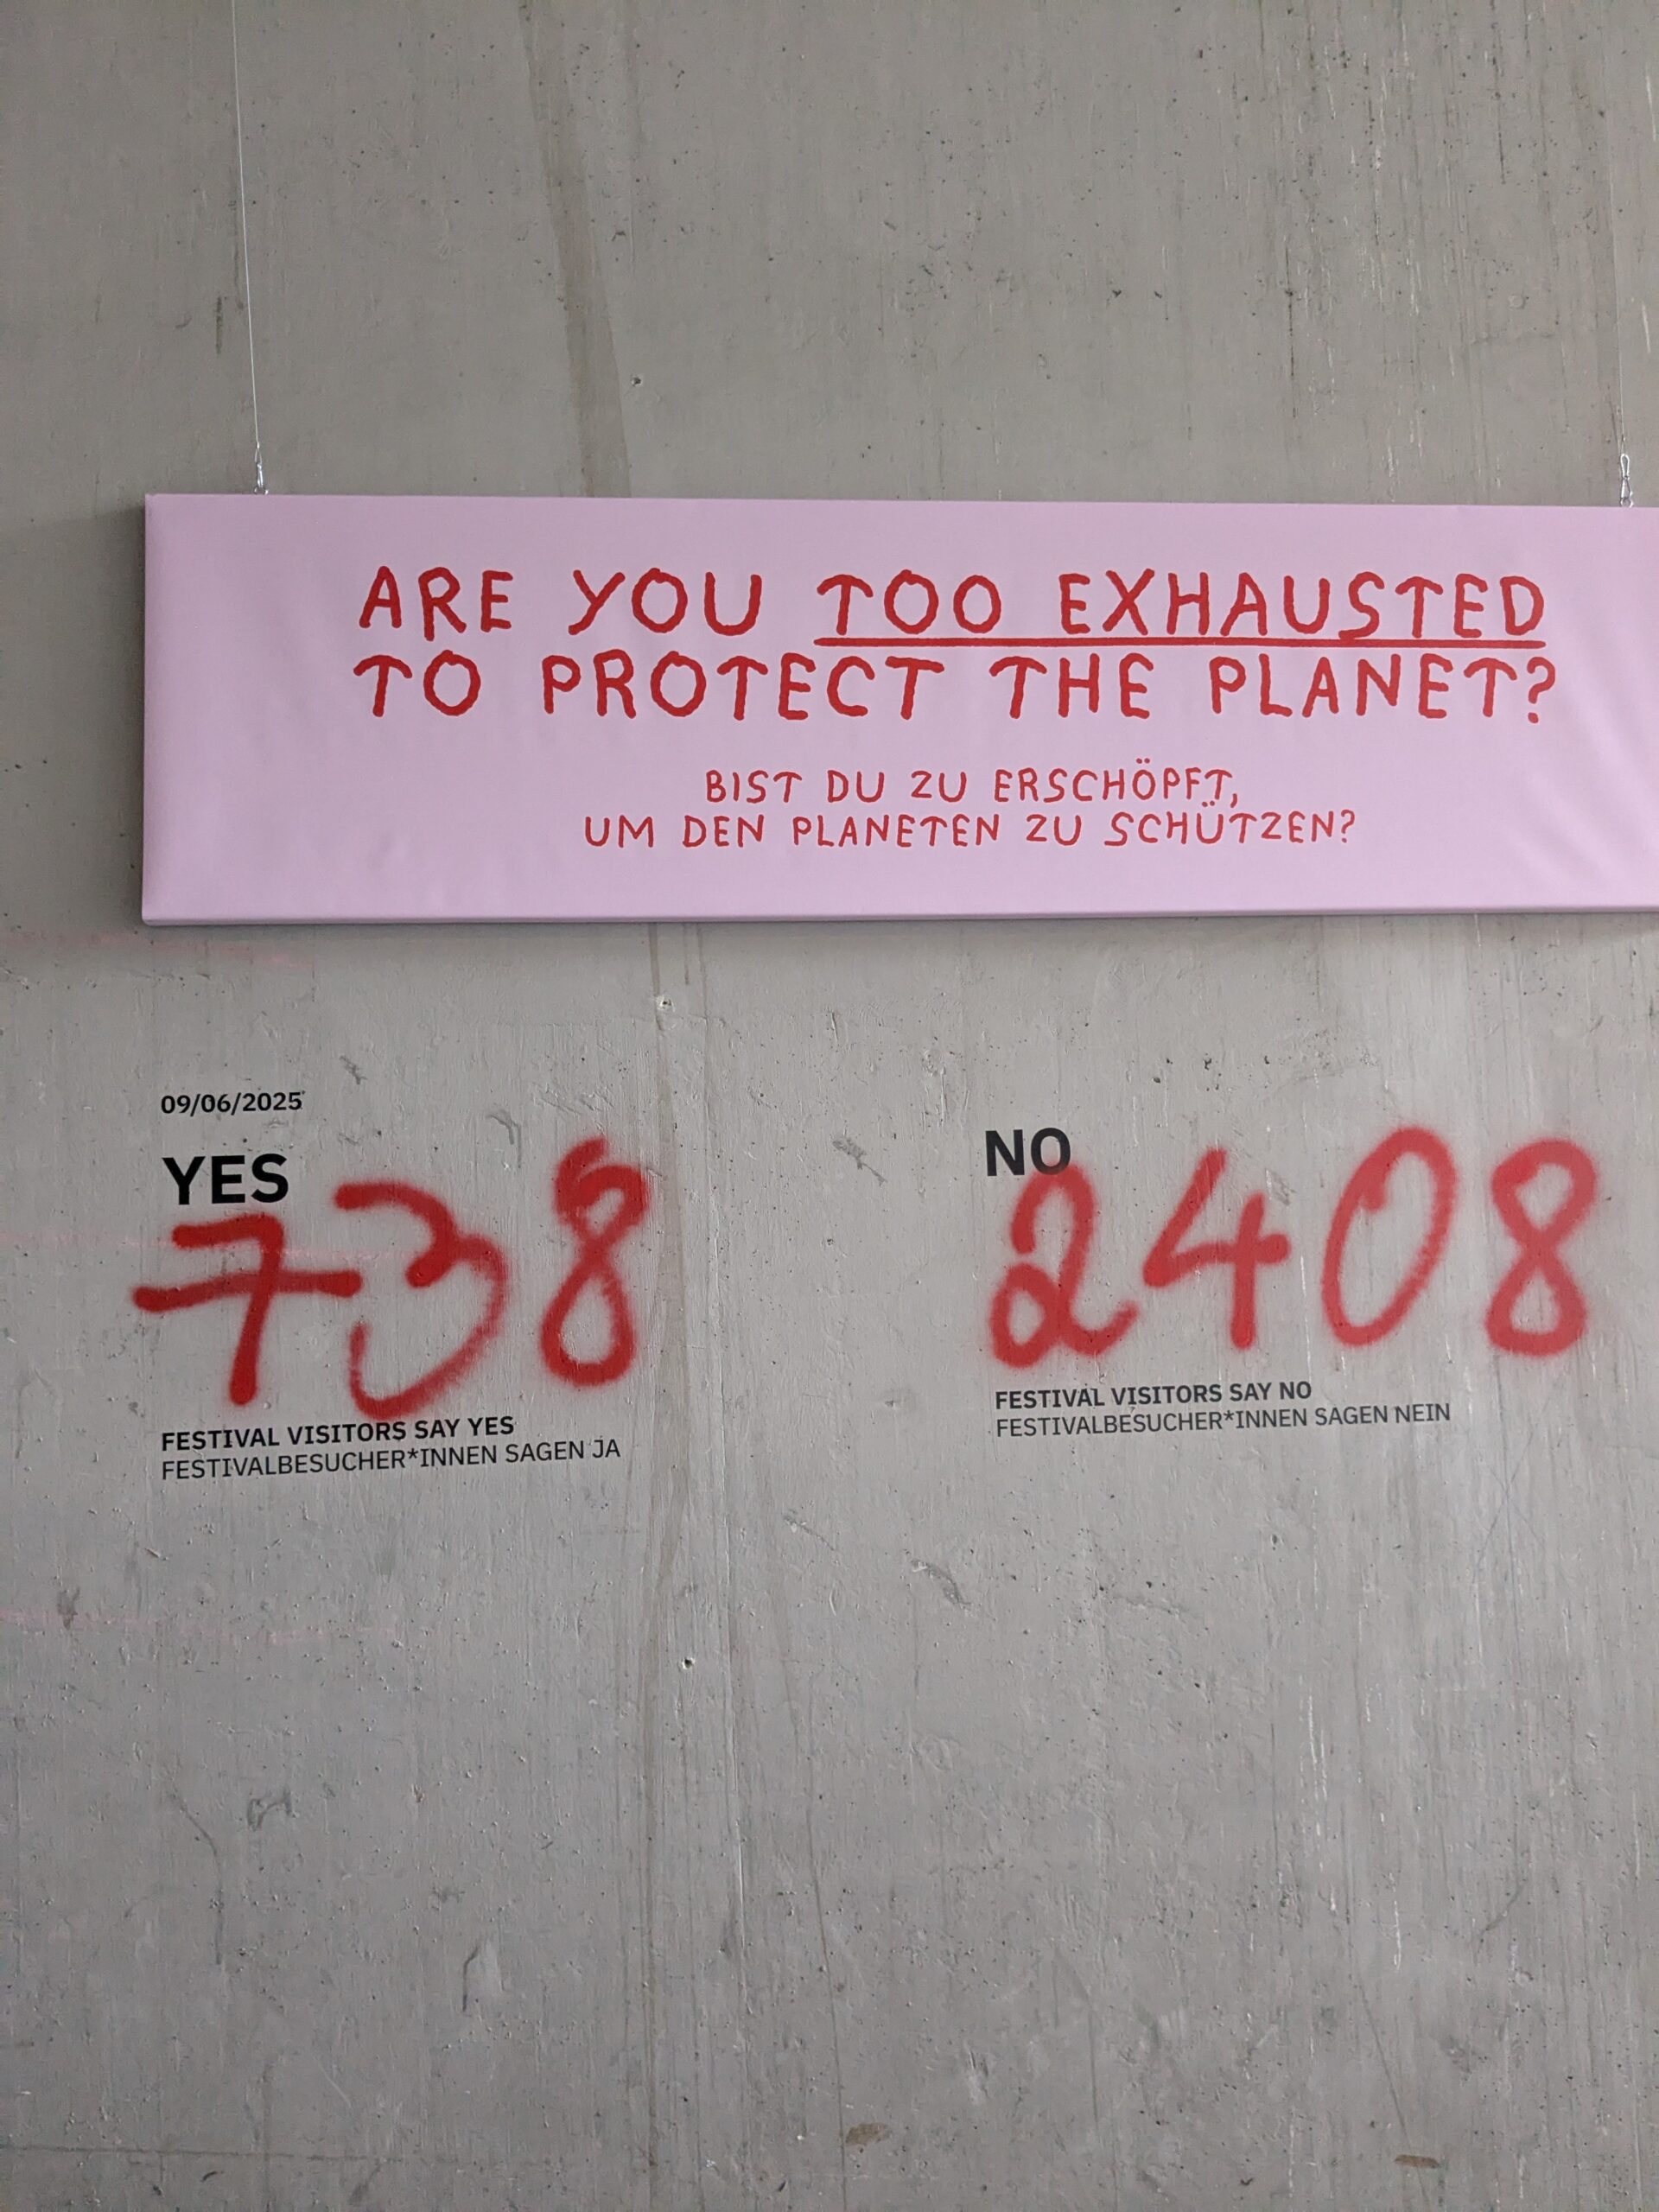 ARE YOU TOO EXHAUSTED
TO PROTECT THE PLANET?
BIST DU ZU ERSCHÖPFT,
UM DEN PLANETEN ZU SCHÜTZEN?
09/06/2025
YES
738
FESTIVAL VISITORS SAY YES
FESTIVALBESUCHER*INNEN SAGEN JA
NO
2408
FESTIVAL VISITORS SAY NO
FESTIVALBESUCHER*INNEN SAGEN NEIN